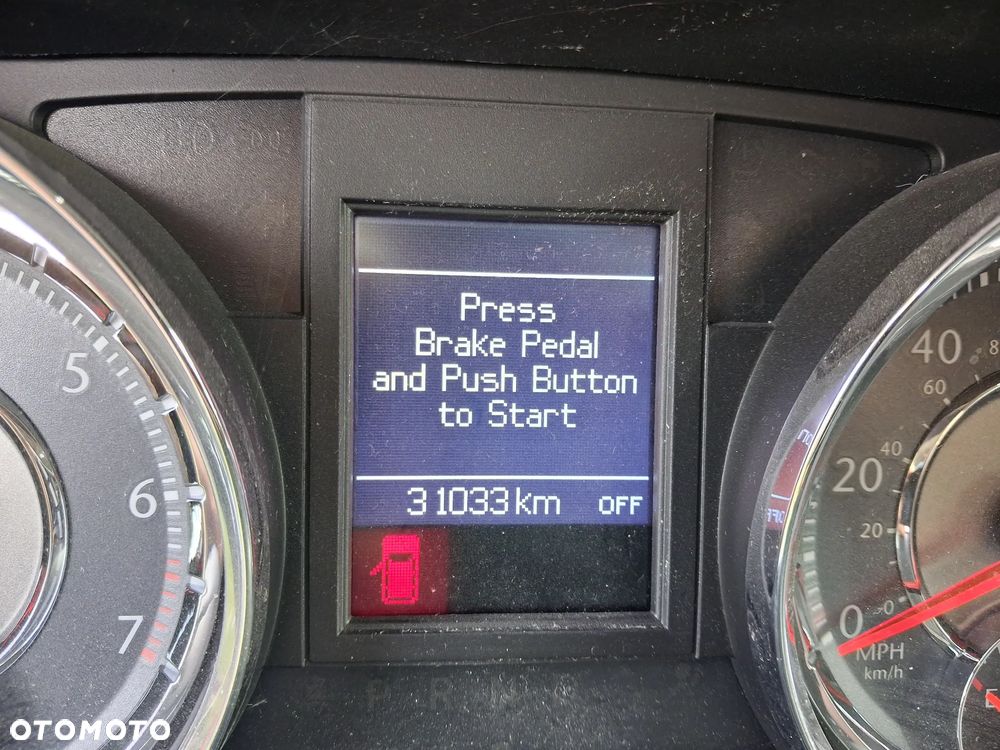 Press
Brake Pedal
and Push Button
to Start
31033 km OFF
5
6
7
40
60
40
20
20
0
MPH
km/h
OTOMOTO